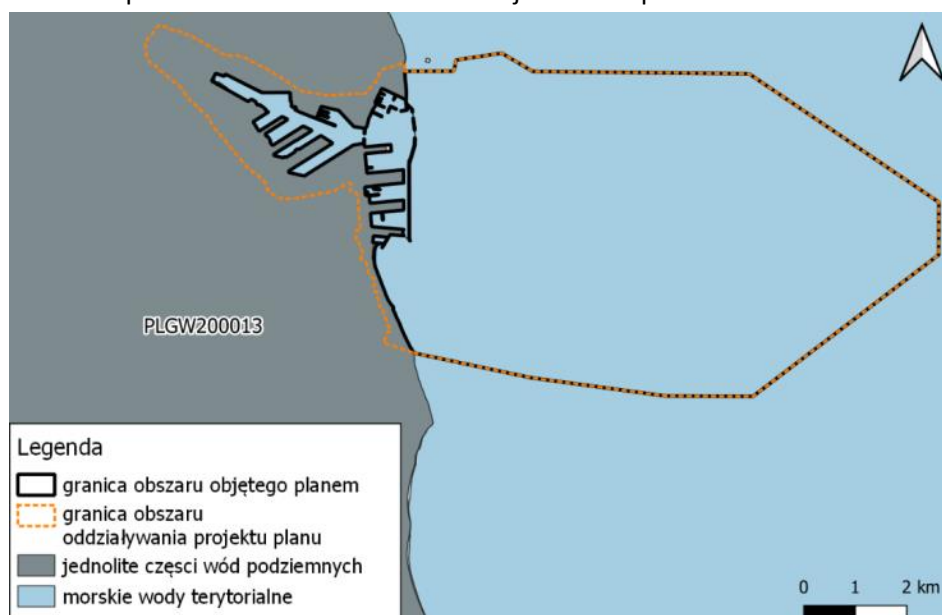 PLGW200013
Legenda
granica obszaru objętego planem
granica obszaru
oddziaływania projektu planu
jednolite części wód podziemnych
morskie wody terytorialne
0 1 2 km